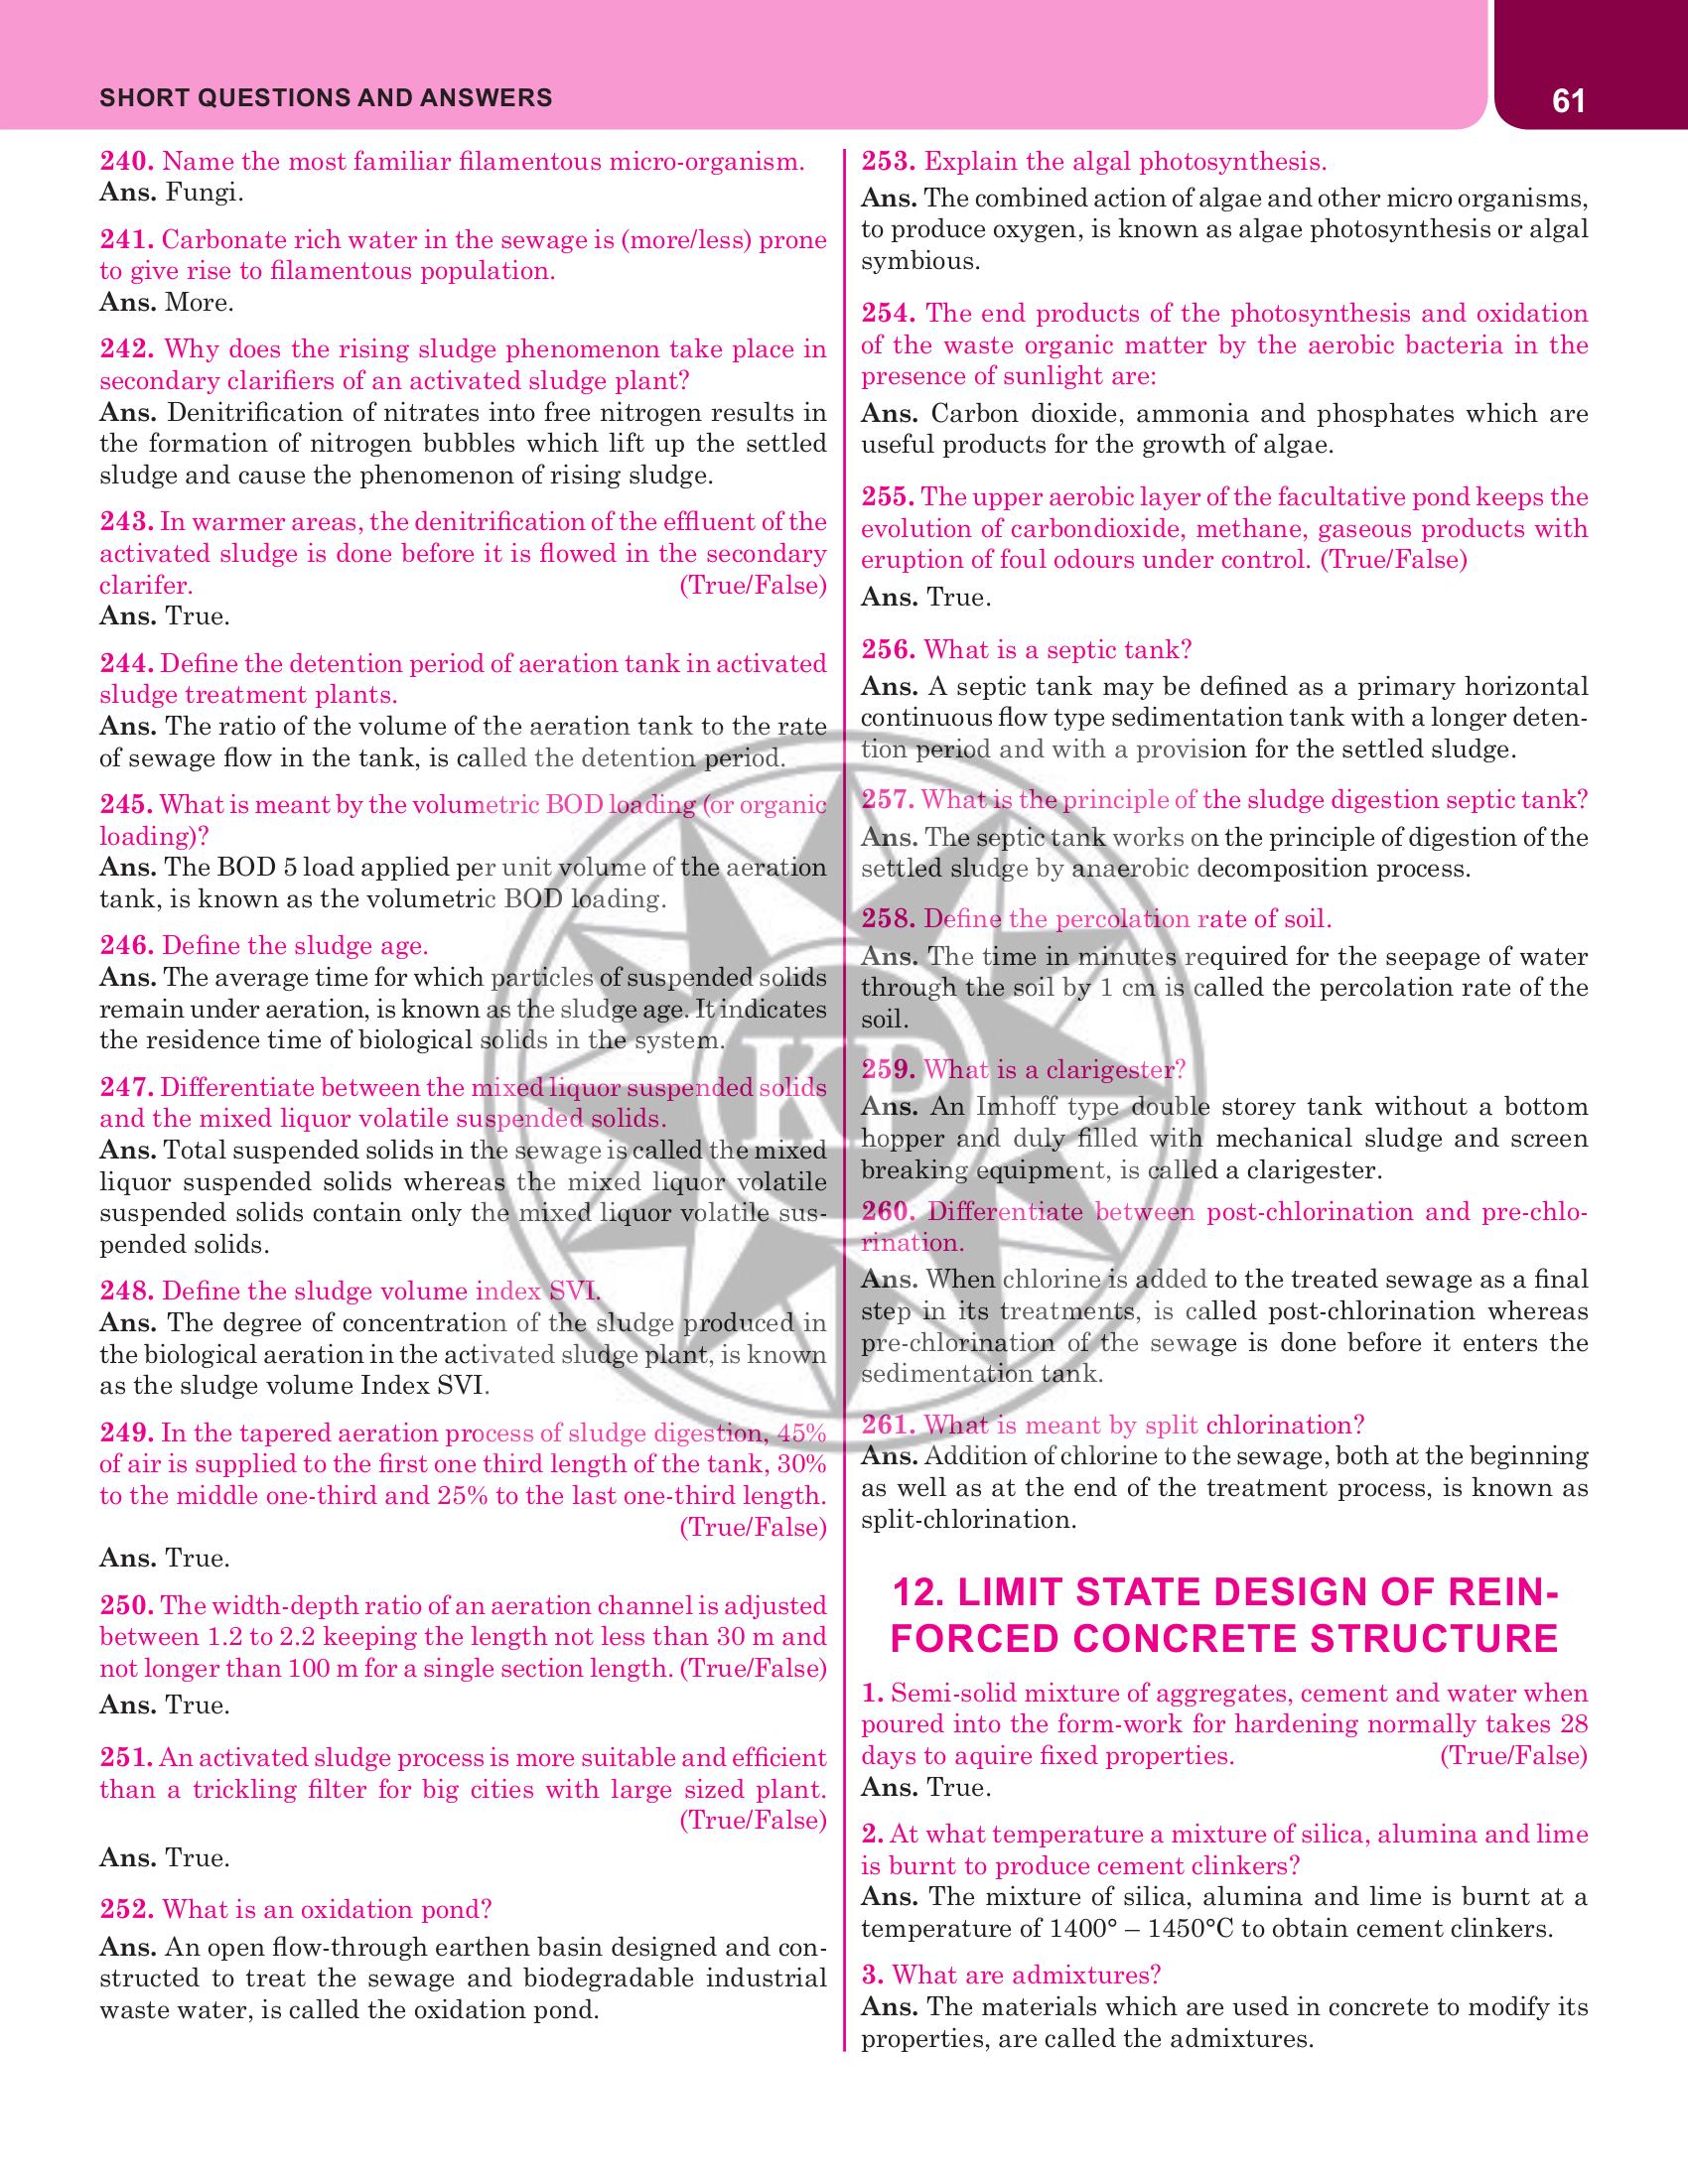 SHORT QUESTIONS AND ANSWERS
61
240. Name the most familiar filamentous micro-organism.
Ans. Fungi.
241. Carbonate rich water in the sewage is (more/less) prone
to give rise to filamentous population.
Ans. More.
242. Why does the rising sludge phenomenon take place in
secondary clarifiers of an activated sludge plant?
Ans. Denitrification of nitrates into free nitrogen results in
the formation of nitrogen bubbles which lift up the settled
sludge and cause the phenomenon of rising sludge.
243. In warmer areas, the denitrification of the effluent of the
activated sludge is done before it is flowed in the secondary
clarifer. (True/False)
Ans. True.
244. Define the detention period of aeration tank in activated
sludge treatment plants.
Ans. The ratio of the volume of the aeration tank to the rate
of sewage flow in the tank, is called the detention period.
245. What is meant by the volumetric BOD loading (or organic
loading)?
Ans. The BOD 5 load applied per unit volume of the aeration
tank, is known as the volumetric BOD loading.
246. Define the sludge age.
Ans. The average time for which particles of suspended solids
remain under aeration, is known as the sludge age. It indicates
the residence time of biological solids in the system.
247. Differentiate between the mixed liquor suspended solids
and the mixed liquor volatile suspended solids.
Ans. Total suspended solids in the sewage is called the mixed
liquor suspended solids whereas the mixed liquor volatile
suspended solids contain only the mixed liquor volatile sus-
pended solids.
248. Define the sludge volume index SVI.
Ans. The degree of concentration of the sludge produced in
the biological aeration in the activated sludge plant, is known
as the sludge volume Index SVI.
249. In the tapered aeration process of sludge digestion, 45%
of air is supplied to the first one third length of the tank, 30%
to the middle one-third and 25% to the last one-third length.
(True/False)
Ans. True.
250. The width-depth ratio of an aeration channel is adjusted
between 1.2 to 2.2 keeping the length not less than 30 m and
not longer than 100 m for a single section length. (True/False)
Ans. True.
251. An activated sludge process is more suitable and efficient
than a trickling filter for big cities with large sized plant.
(True/False)
Ans. True.
252. What is an oxidation pond?
Ans. An open flow-through earthen basin designed and con-
structed to treat the sewage and biodegradable industrial
waste water, is called the oxidation pond.
253. Explain the algal photosynthesis.
Ans. The combined action of algae and other micro organisms,
to produce oxygen, is known as algae photosynthesis or algal
symbious.
254. The end products of the photosynthesis and oxidation
of the waste organic matter by the aerobic bacteria in the
presence of sunlight are:
Ans. Carbon dioxide, ammonia and phosphates which are
useful products for the growth of algae.
255. The upper aerobic layer of the facultative pond keeps the
evolution of carbondioxide, methane, gaseous products with
eruption of foul odours under control. (True/False)
Ans. True.
256. What is a septic tank?
Ans. A septic tank may be defined as a primary horizontal
continuous flow type sedimentation tank with a longer deten-
tion period and with a provision for the settled sludge.
257. What is the principle of the sludge digestion septic tank?
Ans. The septic tank works on the principle of digestion of the
settled sludge by anaerobic decomposition process.
258. Define the percolation rate of soil.
Ans. The time in minutes required for the seepage of water
through the soil by 1 cm is called the percolation rate of the
soil.
259. What is a clarigester?
Ans. An Imhoff type double storey tank without a bottom
hopper and duly filled with mechanical sludge and screen
breaking equipment, is called a clarigester.
260. Differentiate between post-chlorination and pre-chlo-
rination.
Ans. When chlorine is added to the treated sewage as a final
step in its treatments, is called post-chlorination whereas
pre-chlorination of the sewage is done before it enters the
sedimentation tank.
261. What is meant by split chlorination?
Ans. Addition of chlorine to the sewage, both at the beginning
as well as at the end of the treatment process, is known as
split-chlorination.
12. LIMIT STATE DESIGN OF REIN-
FORCED CONCRETE STRUCTURE
1. Semi-solid mixture of aggregates, cement and water when
poured into the form-work for hardening normally takes 28
days to aquire fixed properties. (True/False)
Ans. True.
2. At what temperature a mixture of silica, alumina and lime
is burnt to produce cement clinkers?
Ans. The mixture of silica, alumina and lime is burnt at a
temperature of 1400° – 1450°C to obtain cement clinkers.
3. What are admixtures?
Ans. The materials which are used in concrete to modify its
properties, are called the admixtures.
KP